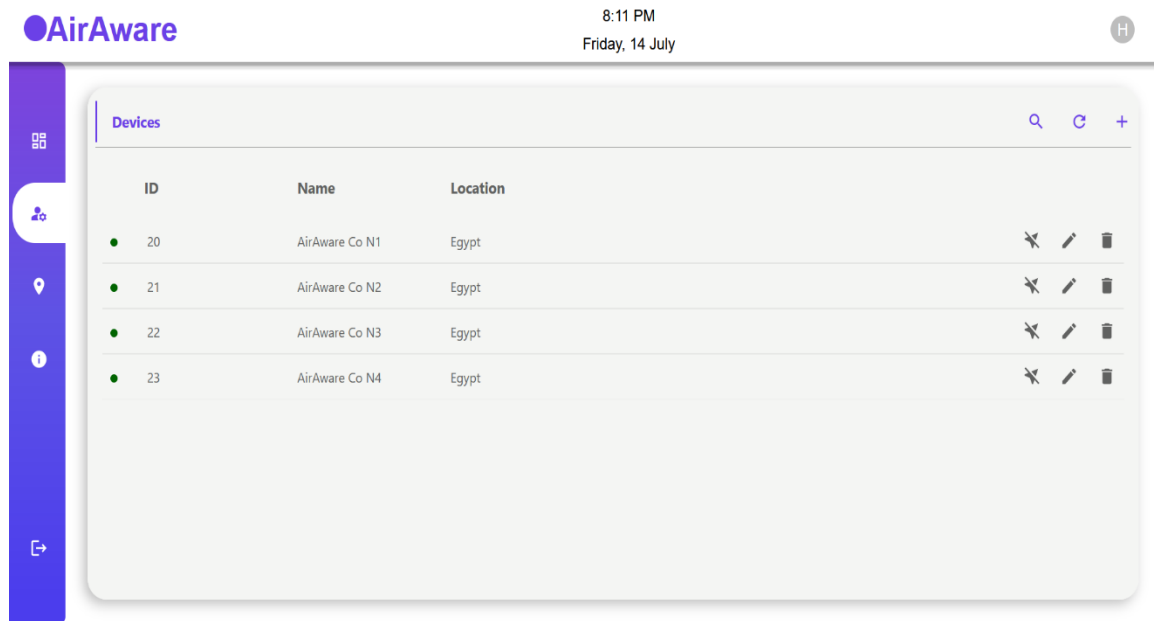 AirAware
8:11 PM
Friday, 14 July
H
Devices
ID Name Location
20 AirAware Co N1 Egypt
21 AirAware Co N2 Egypt
22 AirAware Co N3 Egypt
23 AirAware Co N4 Egypt